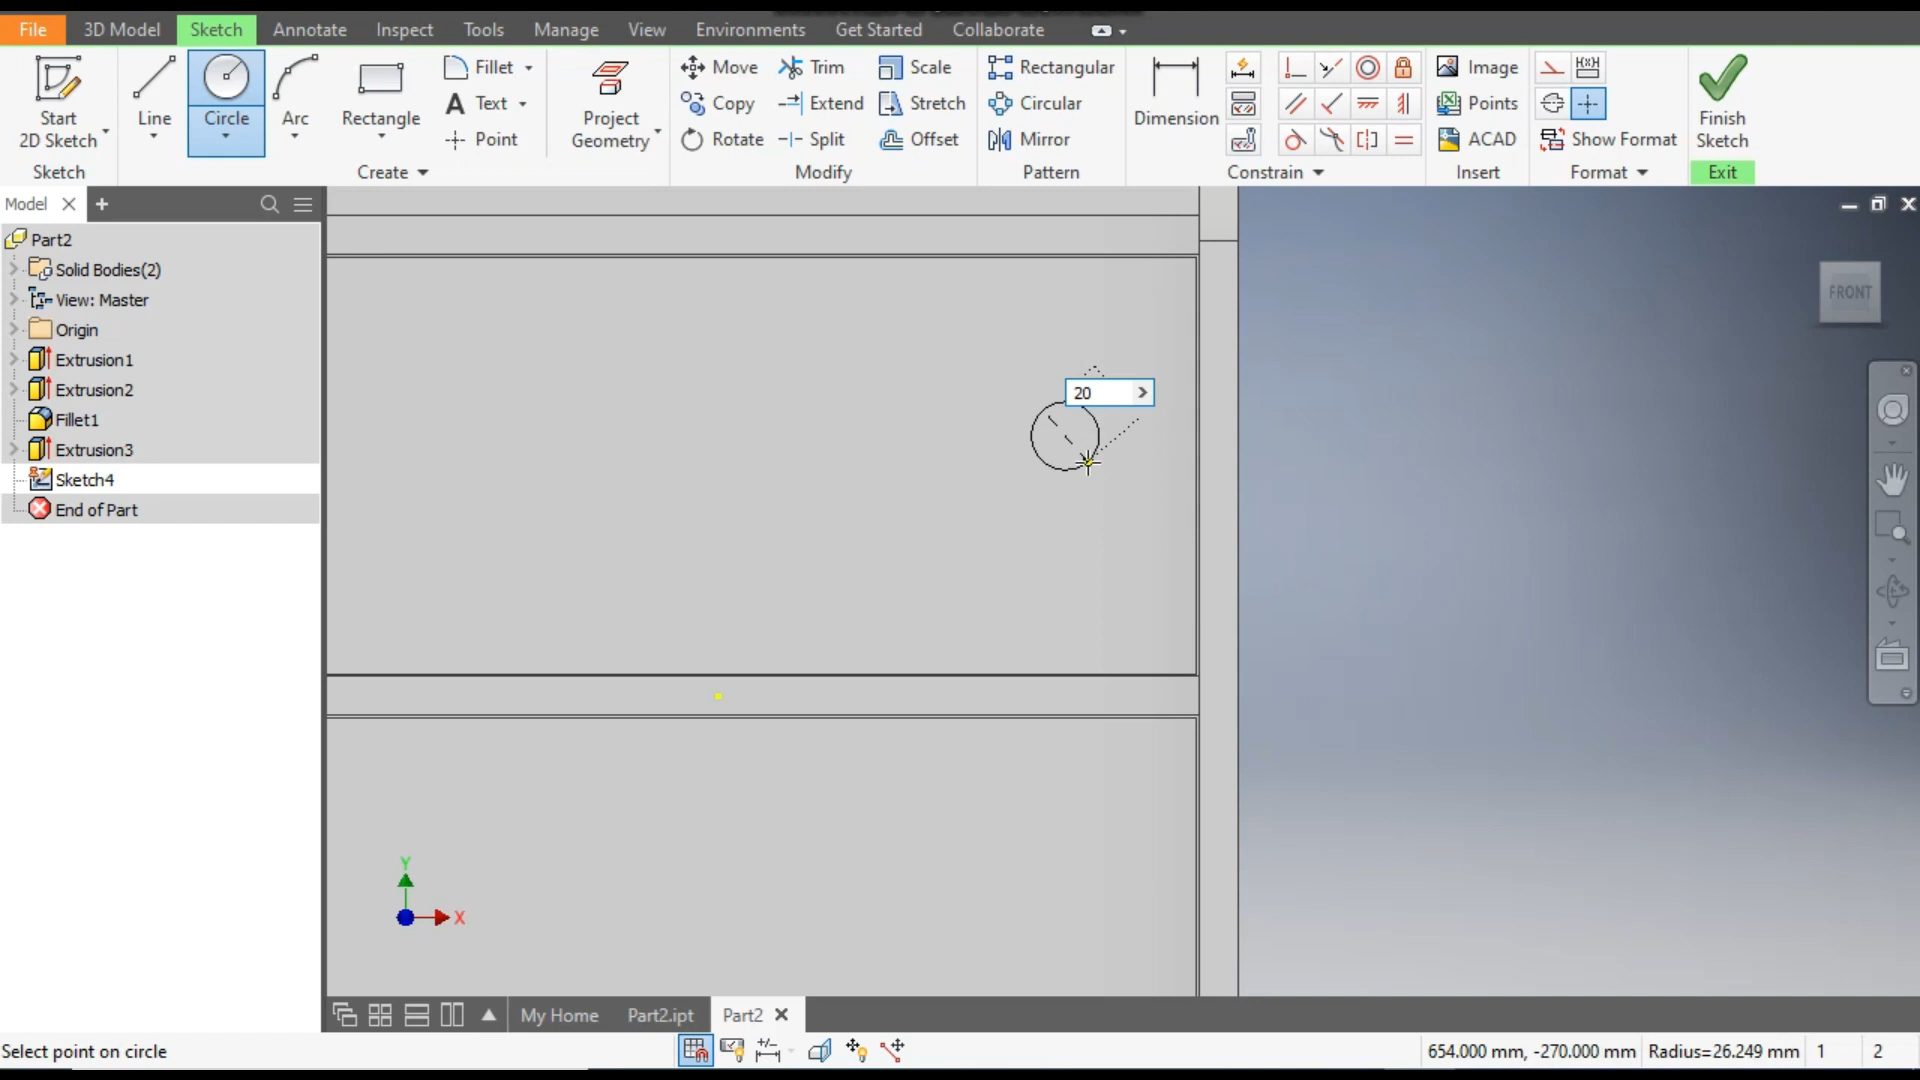 File 3D Model Sketch Annotate Inspect Tools Manage View Environments Get Started Collaborate
Start
2D Sketch
Line
Circle
Arc
Rectangle
Fillet
Text
Point
Project
Geometry
Move
Copy
Rotate
Trim
Extend
Split
Scale
Stretch
Offset
Rectangular
Circular
Mirror
Dimension
Image
Points
ACAD
Show Format
Finish
Sketch
Sketch Create Modify Pattern Constrain Insert Format Exit
Model
Part2
Solid Bodies(2)
View: Master
Origin
Extrusion1
Extrusion2
Fillet1
Extrusion3
Sketch4
End of Part
20
FRONT
Y
X
My Home Part2.ipt Part2
Select point on circle
654.000 mm, -270.000 mm Radius=26.249 mm 1 2